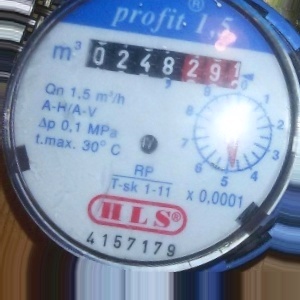 profit 1,5
m³ 0248291
Qn 1.5 m³/h
A-H/A-V
Δp 0,1 MPa
t.max. 30° C
RP
T-sk 1-11
x 0,0001
HLS®
4157179